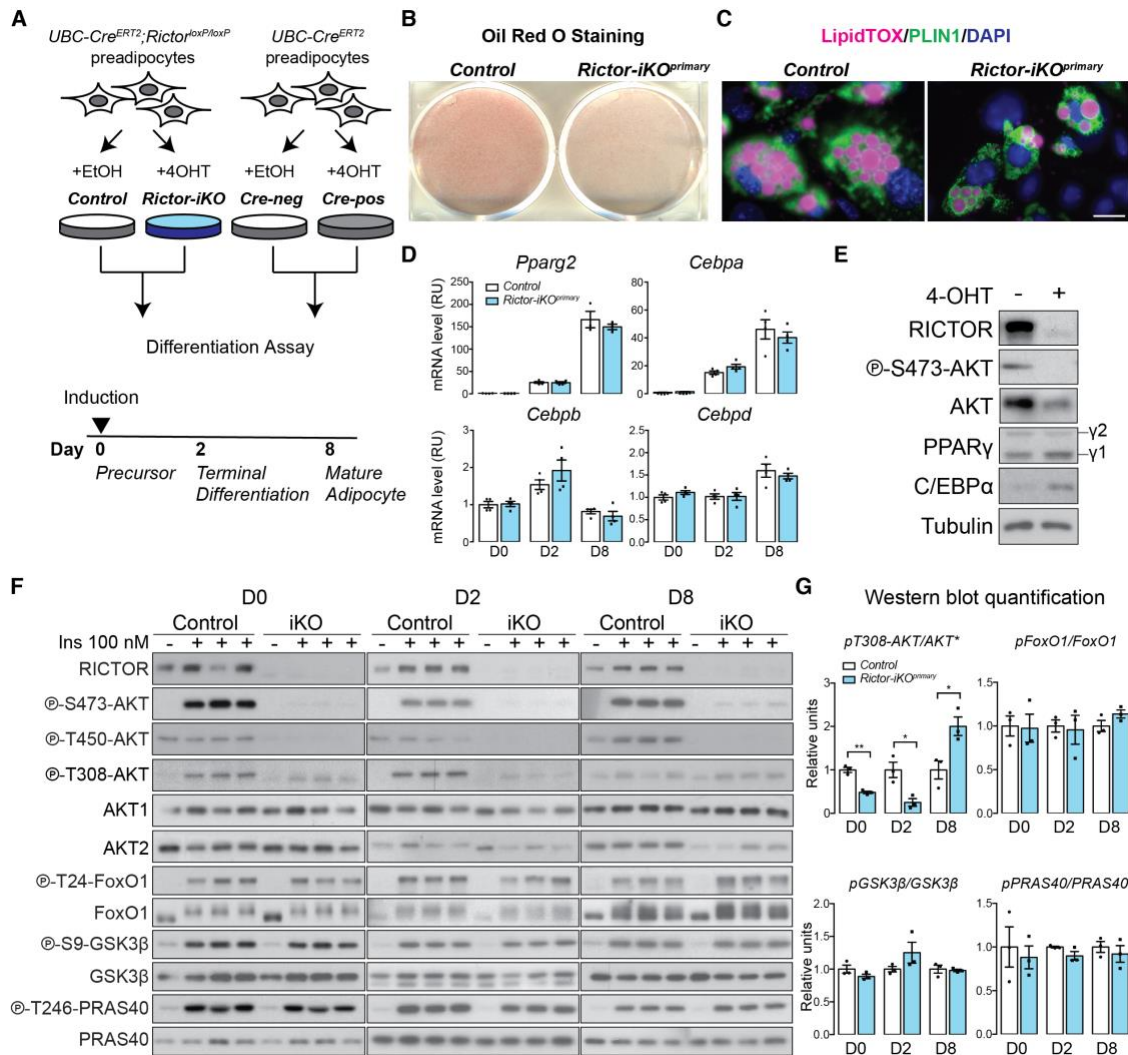 A
UBC-Cre^ERT2;Rictor^loxP/loxP
preadipocytes
UBC-Cre^ERT2
preadipocytes
+EtOH
+4OHT
+EtOH
+4OHT
Control
Rictor-iKO
Cre-neg
Cre-pos
Differentiation Assay
Induction
Day 0 2 8
Precursor
Terminal
Differentiation
Mature
Adipocyte
B
Oil Red O Staining
Control
Rictor-iKO^primary
C
LipidTOX/PLIN1/DAPI
Control
Rictor-iKO^primary
D
Pparg2
mRNA level (RU)
250
200
150
100
50
0
Control
Rictor-iKO^primary
Cebpa
80
60
40
20
0
Cebpb
mRNA level (RU)
3
2
1
0
D0 D2 D8
Cebpd
2.5
2.0
1.5
1.0
0.5
0.0
D0 D2 D8
E
4-OHT - +
RICTOR
Ⓟ-S473-AKT
AKT
PPARγ
γ2
γ1
C/EBPα
Tubulin
F
D0 D2 D8
Control iKO Control iKO Control iKO
Ins 100 nM - + + + - + + + - + + + - + + + - + + + - + + +
RICTOR
Ⓟ-S473-AKT
Ⓟ-T450-AKT
Ⓟ-T308-AKT
AKT1
AKT2
Ⓟ-T24-FoxO1
FoxO1
Ⓟ-S9-GSK3β
GSK3β
Ⓟ-T246-PRAS40
PRAS40
G
Western blot quantification
pT308-AKT/AKT*
Control
Rictor-iKO^primary
Relative units
3
2
1
0
** * *
D0 D2 D8
pFoxO1/FoxO1
1.5
1.0
0.5
0.0
D0 D2 D8
pGSK3β/GSK3β
Relative units
2.0
1.5
1.0
0.5
0.0
D0 D2 D8
pPRAS40/PRAS40
1.5
1.0
0.5
0.0
D0 D2 D8